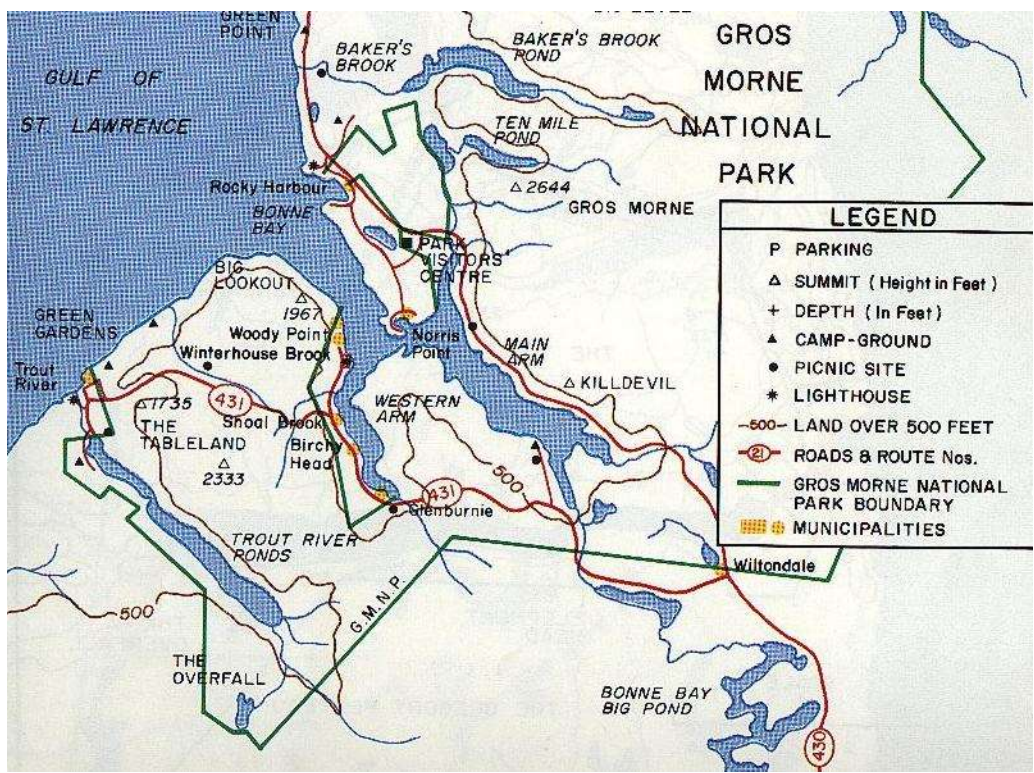 GREEN
POINT
BAKER'S
BROOK
BAKER'S BROOK
POND
GROS
MORNE
NATIONAL
PARK
GULF OF
ST. LAWRENCE
TEN MILE
POND
2644
GROS MORNE
Rocky Harbour
BONNE
BAY
PARK
VISITORS'
CENTRE
BIG
LOOKOUT
1967
GREEN
GARDENS
Woody Point
Winterhouse Brook
Norris
Point
MAIN
ARM
KILLDEVIL
Trout
River
1735
431
THE
TABLELAND
2333
Shoal Brook
Birchy
Head
WESTERN
ARM
500
431
Glenburnie
TROUT RIVER
PONDS
Wiltondale
500
G.M.N.P.
THE
OVERFALL
BONNE BAY
BIG POND
430
LEGEND
P PARKING
SUMMIT (Height in Feet)
+ DEPTH (In Feet)
CAMP-GROUND
PICNIC SITE
LIGHTHOUSE
500 LAND OVER 500 FEET
21 ROADS & ROUTE Nos.
GROS MORNE NATIONAL
PARK BOUNDARY
MUNICIPALITIES